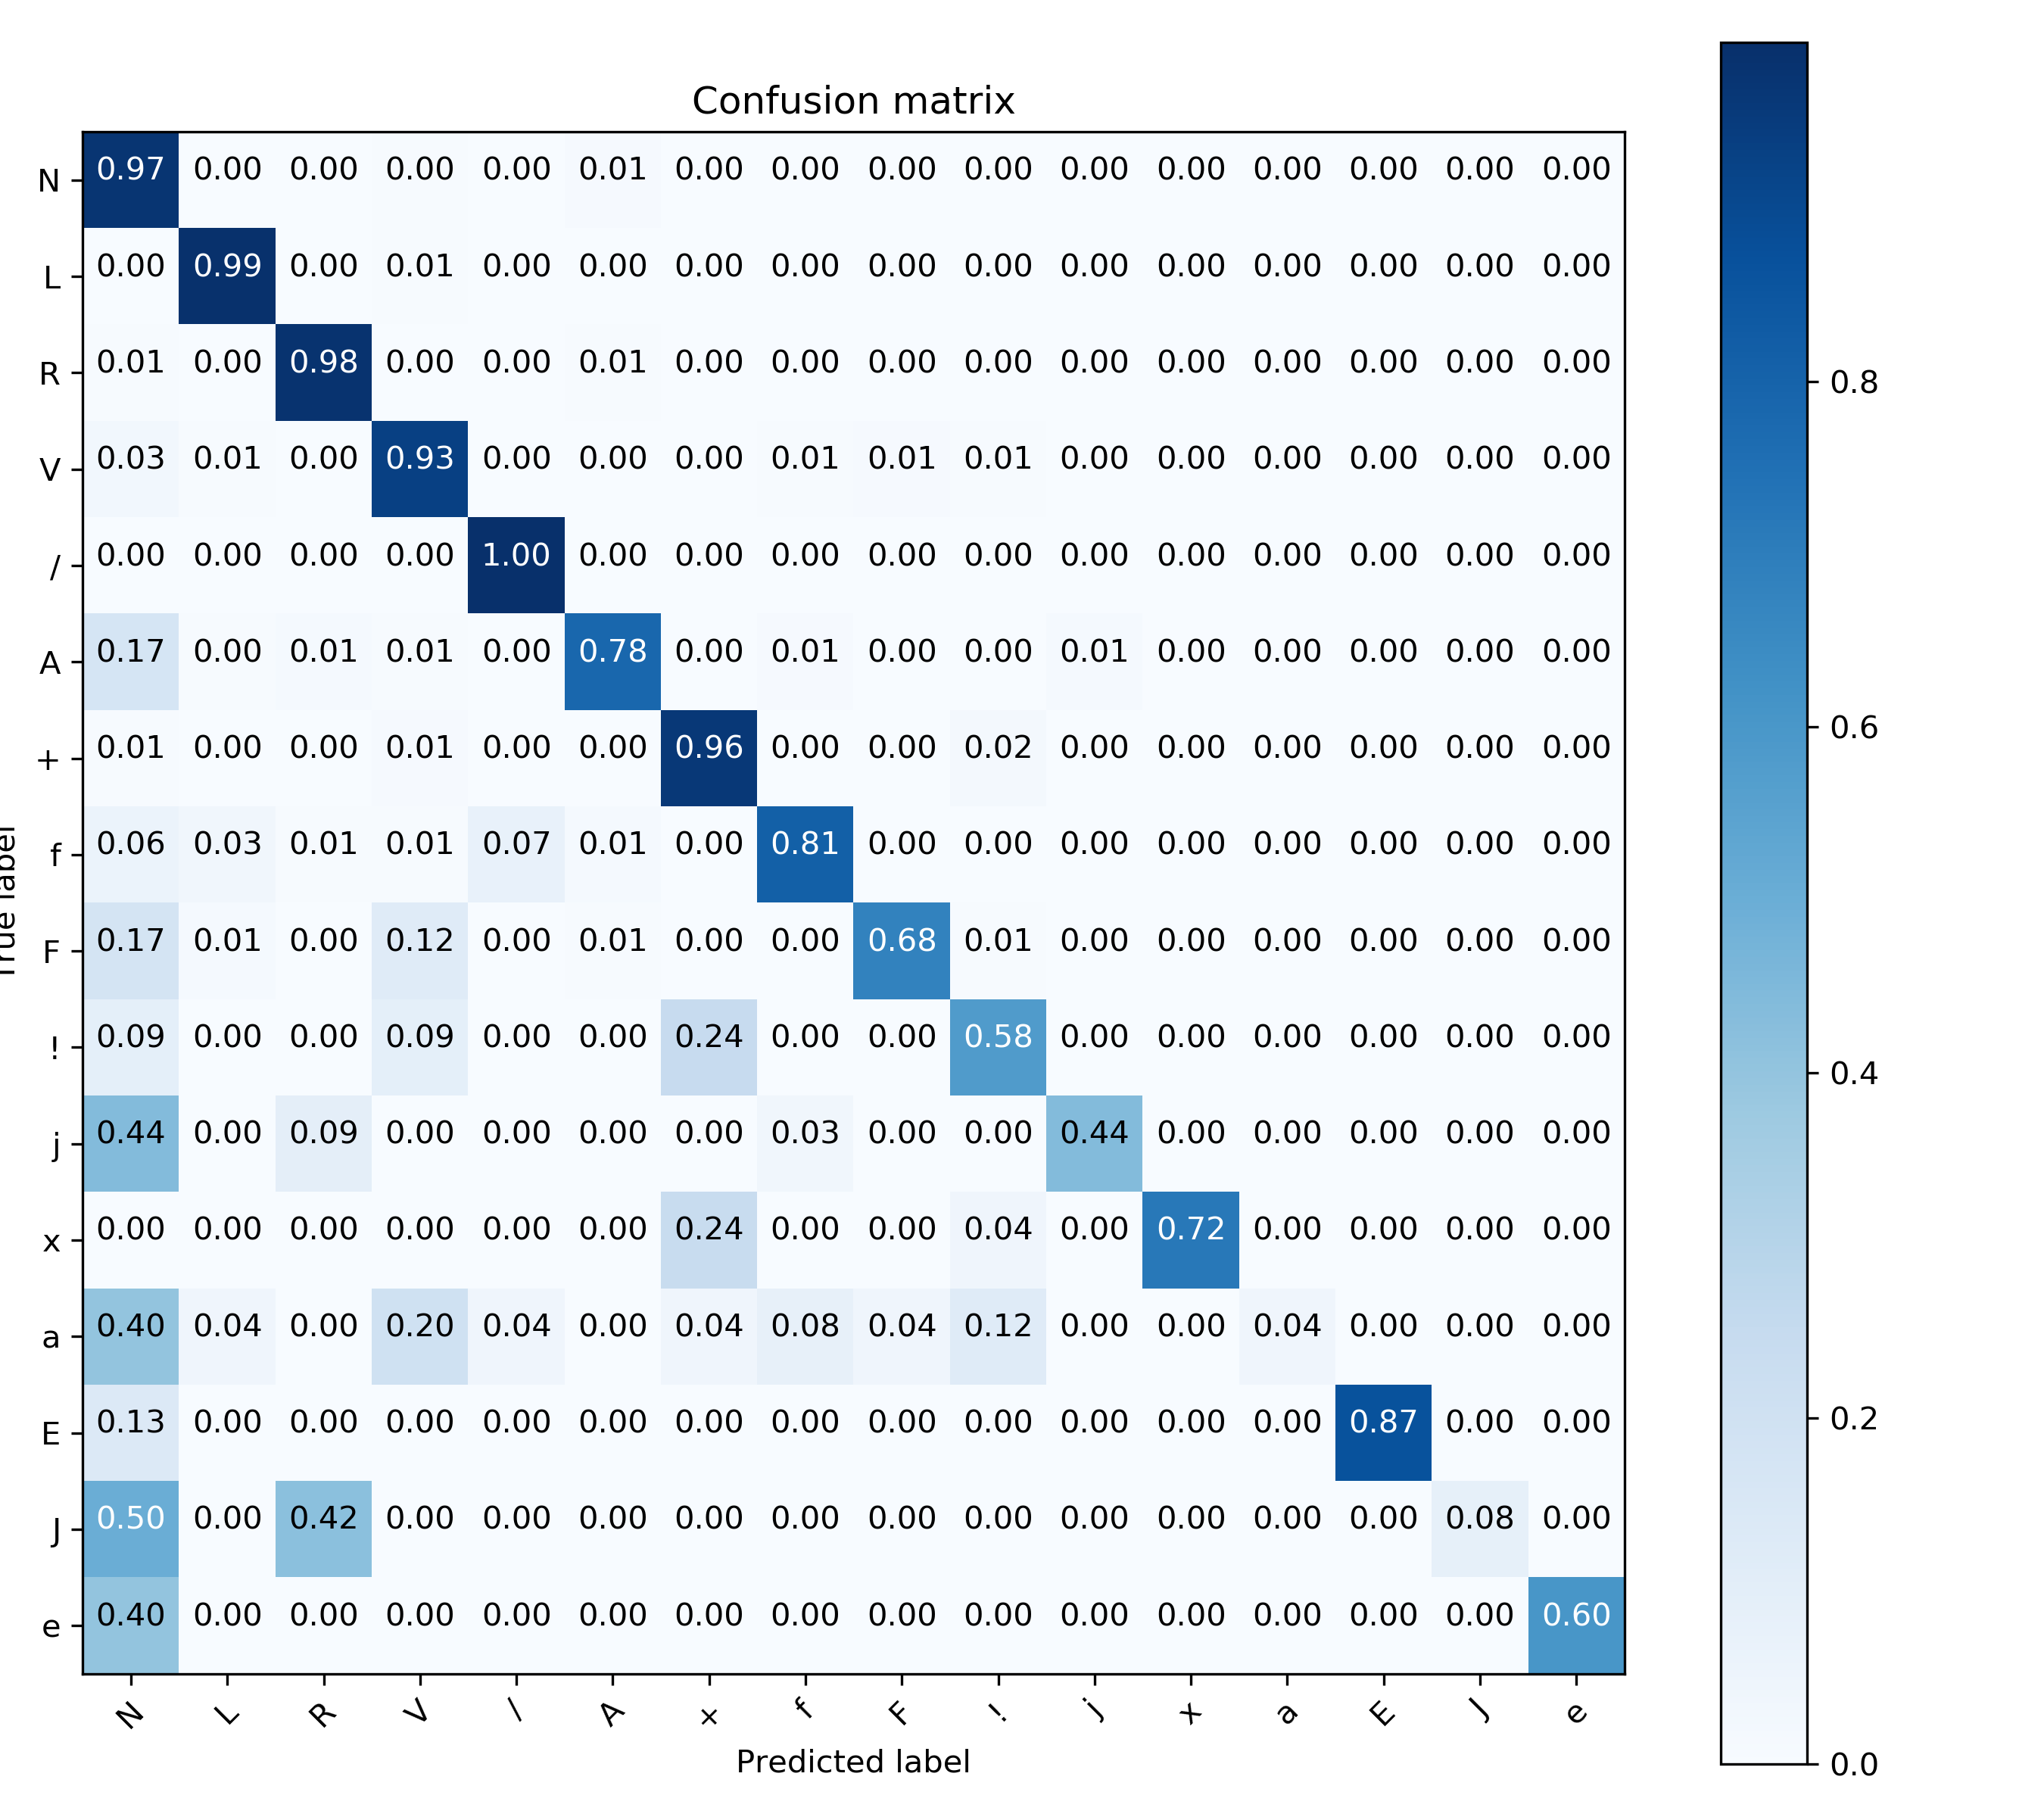 Confusion matrix
N 0.97 0.00 0.00 0.00 0.00 0.01 0.00 0.00 0.00 0.00 0.00 0.00 0.00 0.00 0.00 0.00
L 0.00 0.99 0.00 0.01 0.00 0.00 0.00 0.00 0.00 0.00 0.00 0.00 0.00 0.00 0.00 0.00
R 0.01 0.00 0.98 0.00 0.00 0.01 0.00 0.00 0.00 0.00 0.00 0.00 0.00 0.00 0.00 0.00
V 0.03 0.01 0.00 0.93 0.00 0.00 0.00 0.01 0.01 0.01 0.00 0.00 0.00 0.00 0.00 0.00
/ 0.00 0.00 0.00 0.00 1.00 0.00 0.00 0.00 0.00 0.00 0.00 0.00 0.00 0.00 0.00 0.00
A 0.17 0.00 0.01 0.01 0.00 0.78 0.00 0.01 0.00 0.00 0.01 0.00 0.00 0.00 0.00 0.00
+ 0.01 0.00 0.00 0.01 0.00 0.00 0.96 0.00 0.00 0.02 0.00 0.00 0.00 0.00 0.00 0.00
f 0.06 0.03 0.01 0.01 0.07 0.01 0.00 0.81 0.00 0.00 0.00 0.00 0.00 0.00 0.00 0.00
F 0.17 0.01 0.00 0.12 0.00 0.01 0.00 0.00 0.68 0.01 0.00 0.00 0.00 0.00 0.00 0.00
! 0.09 0.00 0.00 0.09 0.00 0.00 0.24 0.00 0.00 0.58 0.00 0.00 0.00 0.00 0.00 0.00
j 0.44 0.00 0.09 0.00 0.00 0.00 0.00 0.03 0.00 0.00 0.44 0.00 0.00 0.00 0.00 0.00
x 0.00 0.00 0.00 0.00 0.00 0.00 0.24 0.00 0.00 0.04 0.00 0.72 0.00 0.00 0.00 0.00
a 0.40 0.04 0.00 0.20 0.04 0.00 0.04 0.08 0.04 0.12 0.00 0.00 0.04 0.00 0.00 0.00
E 0.13 0.00 0.00 0.00 0.00 0.00 0.00 0.00 0.00 0.00 0.00 0.00 0.00 0.87 0.00 0.00
J 0.50 0.00 0.42 0.00 0.00 0.00 0.00 0.00 0.00 0.00 0.00 0.00 0.00 0.00 0.08 0.00
e 0.40 0.00 0.00 0.00 0.00 0.00 0.00 0.00 0.00 0.00 0.00 0.00 0.00 0.00 0.00 0.60
N L R V / A + f F ! j x a E J e
Predicted label
True label
0.8
0.6
0.4
0.2
0.0